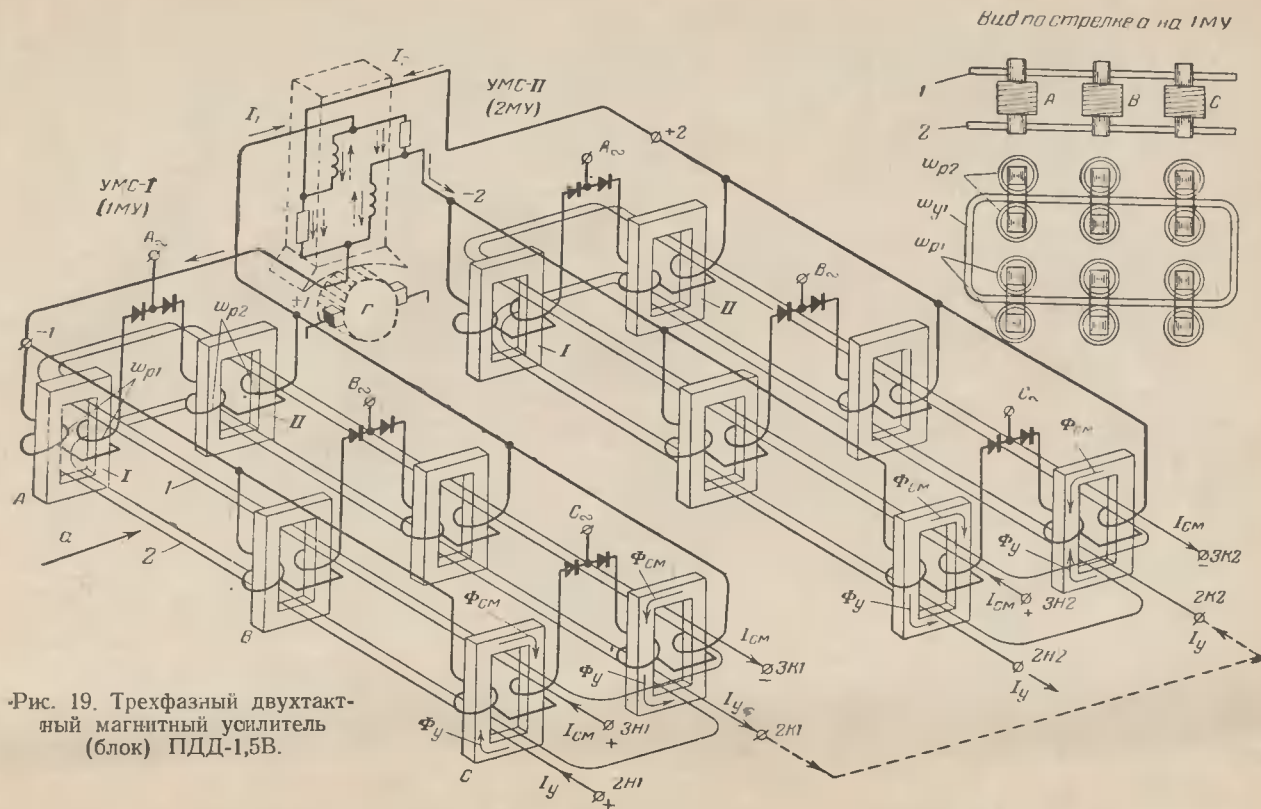 Вид по стрелке а на 1МУ
УМС-II
(2МУ)
I₁
УМС-I
(1МУ)
A~
A~
+2
-2
1
2
A
B
C
wр2
wу1
wр1
Г
+1
-1
wр1
wр2
I
II
I
II
B~
B~
C~
C~
A
B
C
1
2
а
Фсм
Фсм
Фсм
Фсм
Фу
Фу
Фу
Фу
Iсм
3К2
–
2К2
Iу
Iсм
3Н2
+
2Н2
Iу
Iсм
3К1
–
Iу
2К1
Iсм
3Н1
+
Iу
2Н1
+
Рис. 19. Трехфазный двухтакт-
ный магнитный усилитель
(блок) ПДД-1,5В.